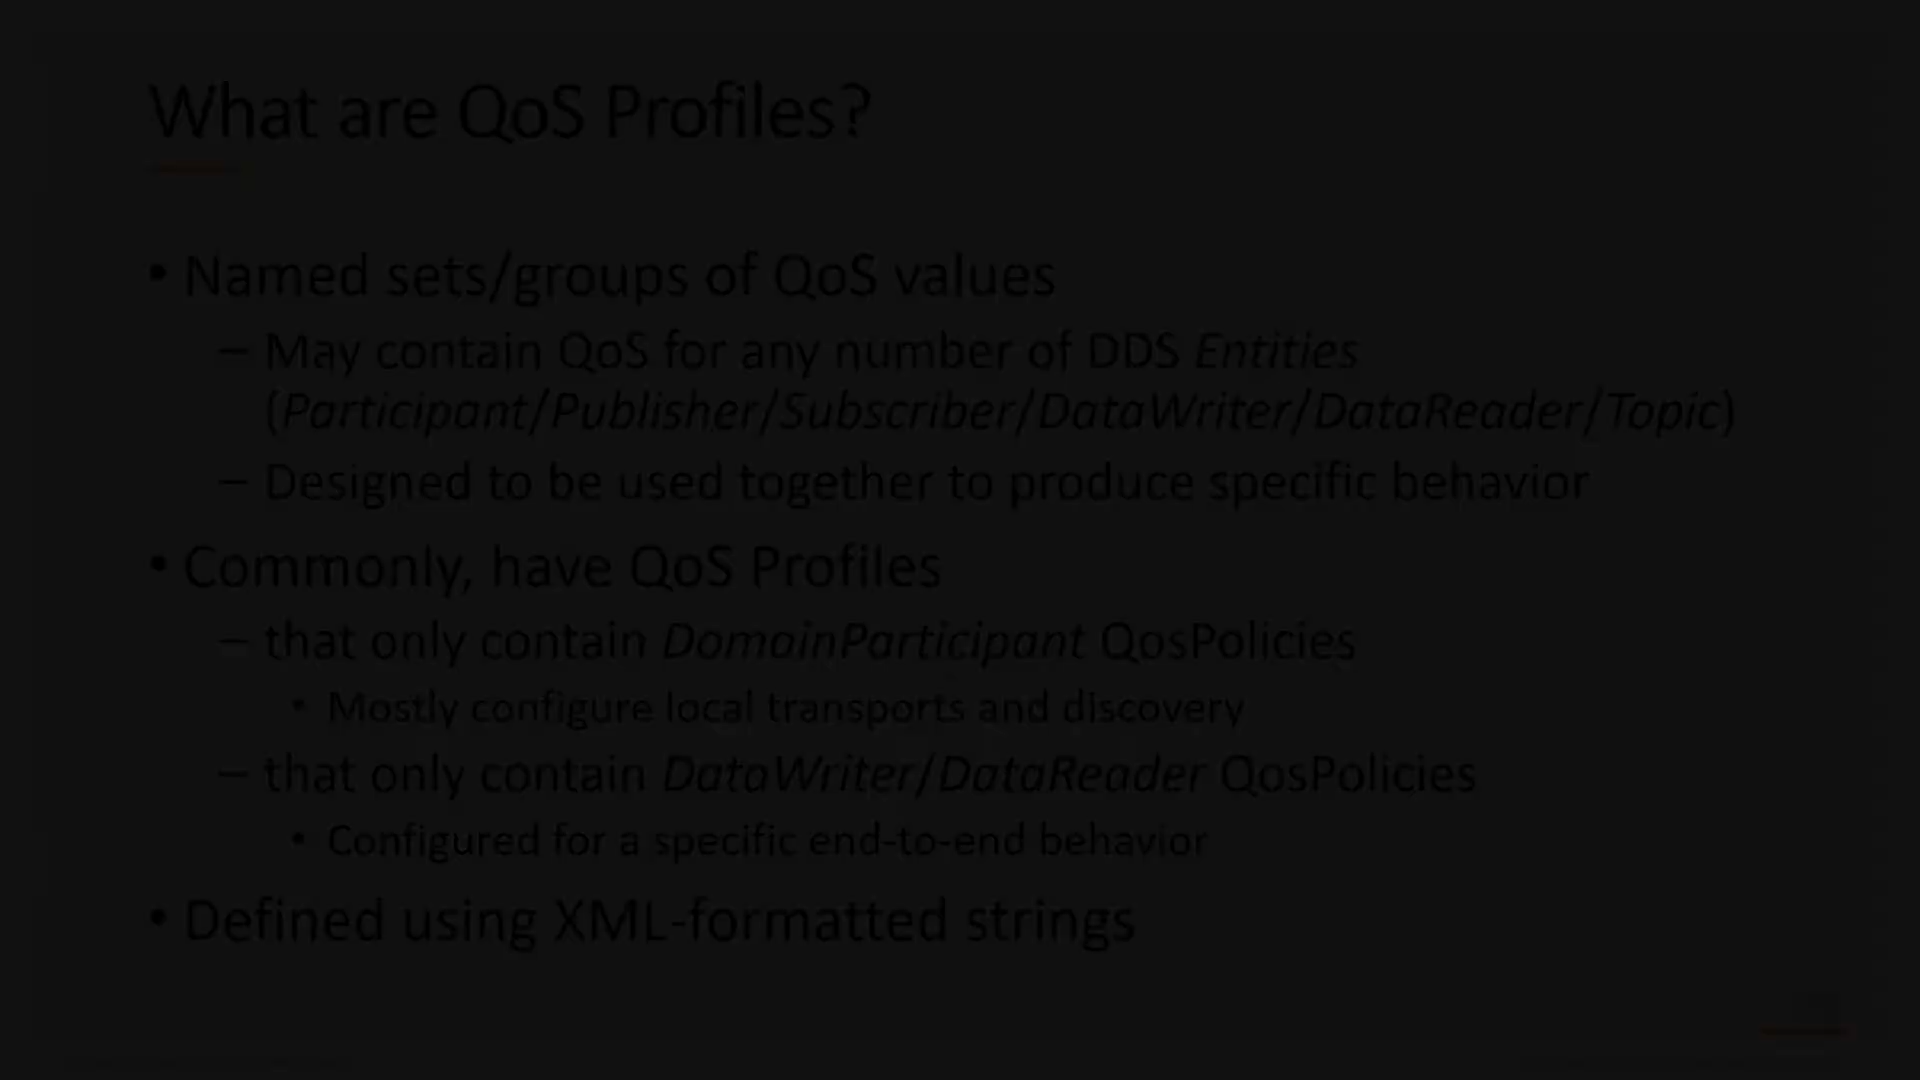 What are QoS Profiles?
• Named sets/groups of QoS values
– May contain QoS for any number of DDS Entities
(Participant/Publisher/Subscriber/DataWriter/DataReader/Topic)
– Designed to be used together to produce specific behavior
• Commonly, have QoS Profiles
– that only contain DomainParticipant QosPolicies
• Mostly configure local transports and discovery
– that only contain DataWriter/DataReader QosPolicies
• Configured for a specific end-to-end behavior
• Defined using XML-formatted strings